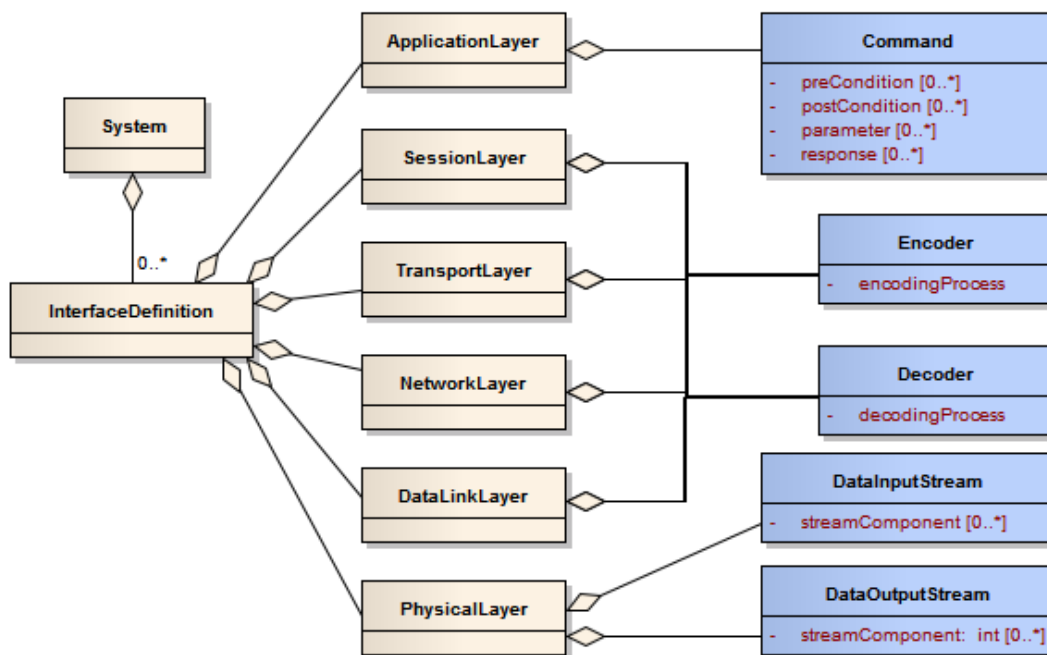 ApplicationLayer
Command
- preCondition [0..*]
- postCondition [0..*]
- parameter [0..*]
- response [0..*]
System
SessionLayer
0..*
Encoder
- encodingProcess
TransportLayer
InterfaceDefinition
NetworkLayer
Decoder
- decodingProcess
DataLinkLayer
DataInputStream
- streamComponent [0..*]
PhysicalLayer
DataOutputStream
- streamComponent: int [0..*]